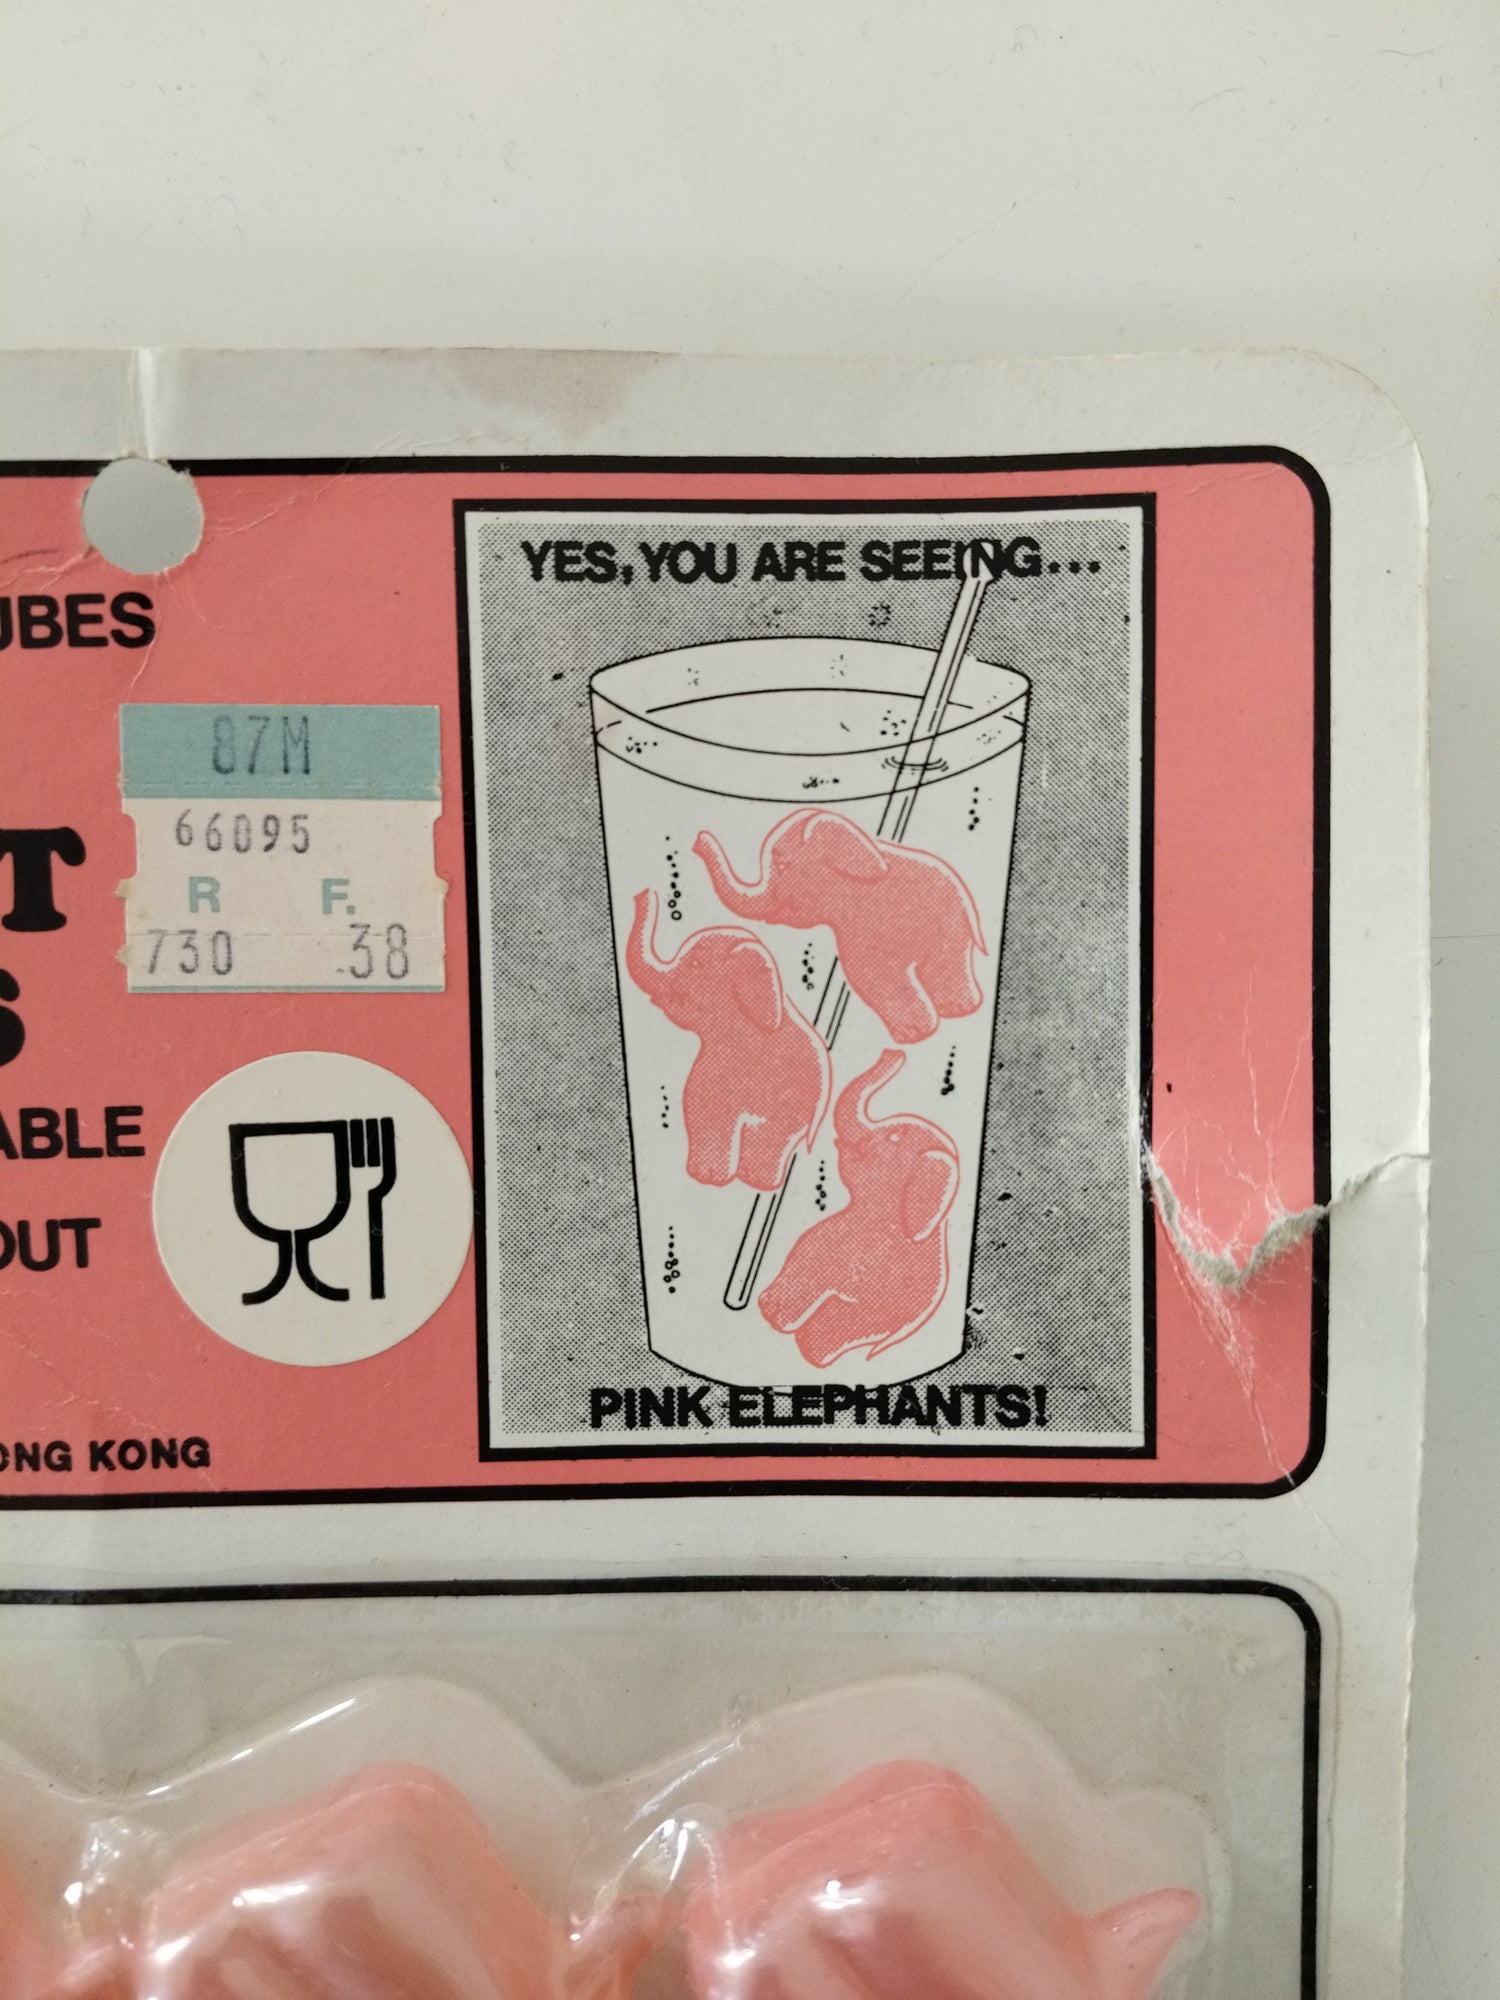 UBES
YES, YOU ARE SEEING...
87M
66095
R F.
730 .38
T
S
ABLE
OUT
ONG KONG
PINK ELEPHANTS!